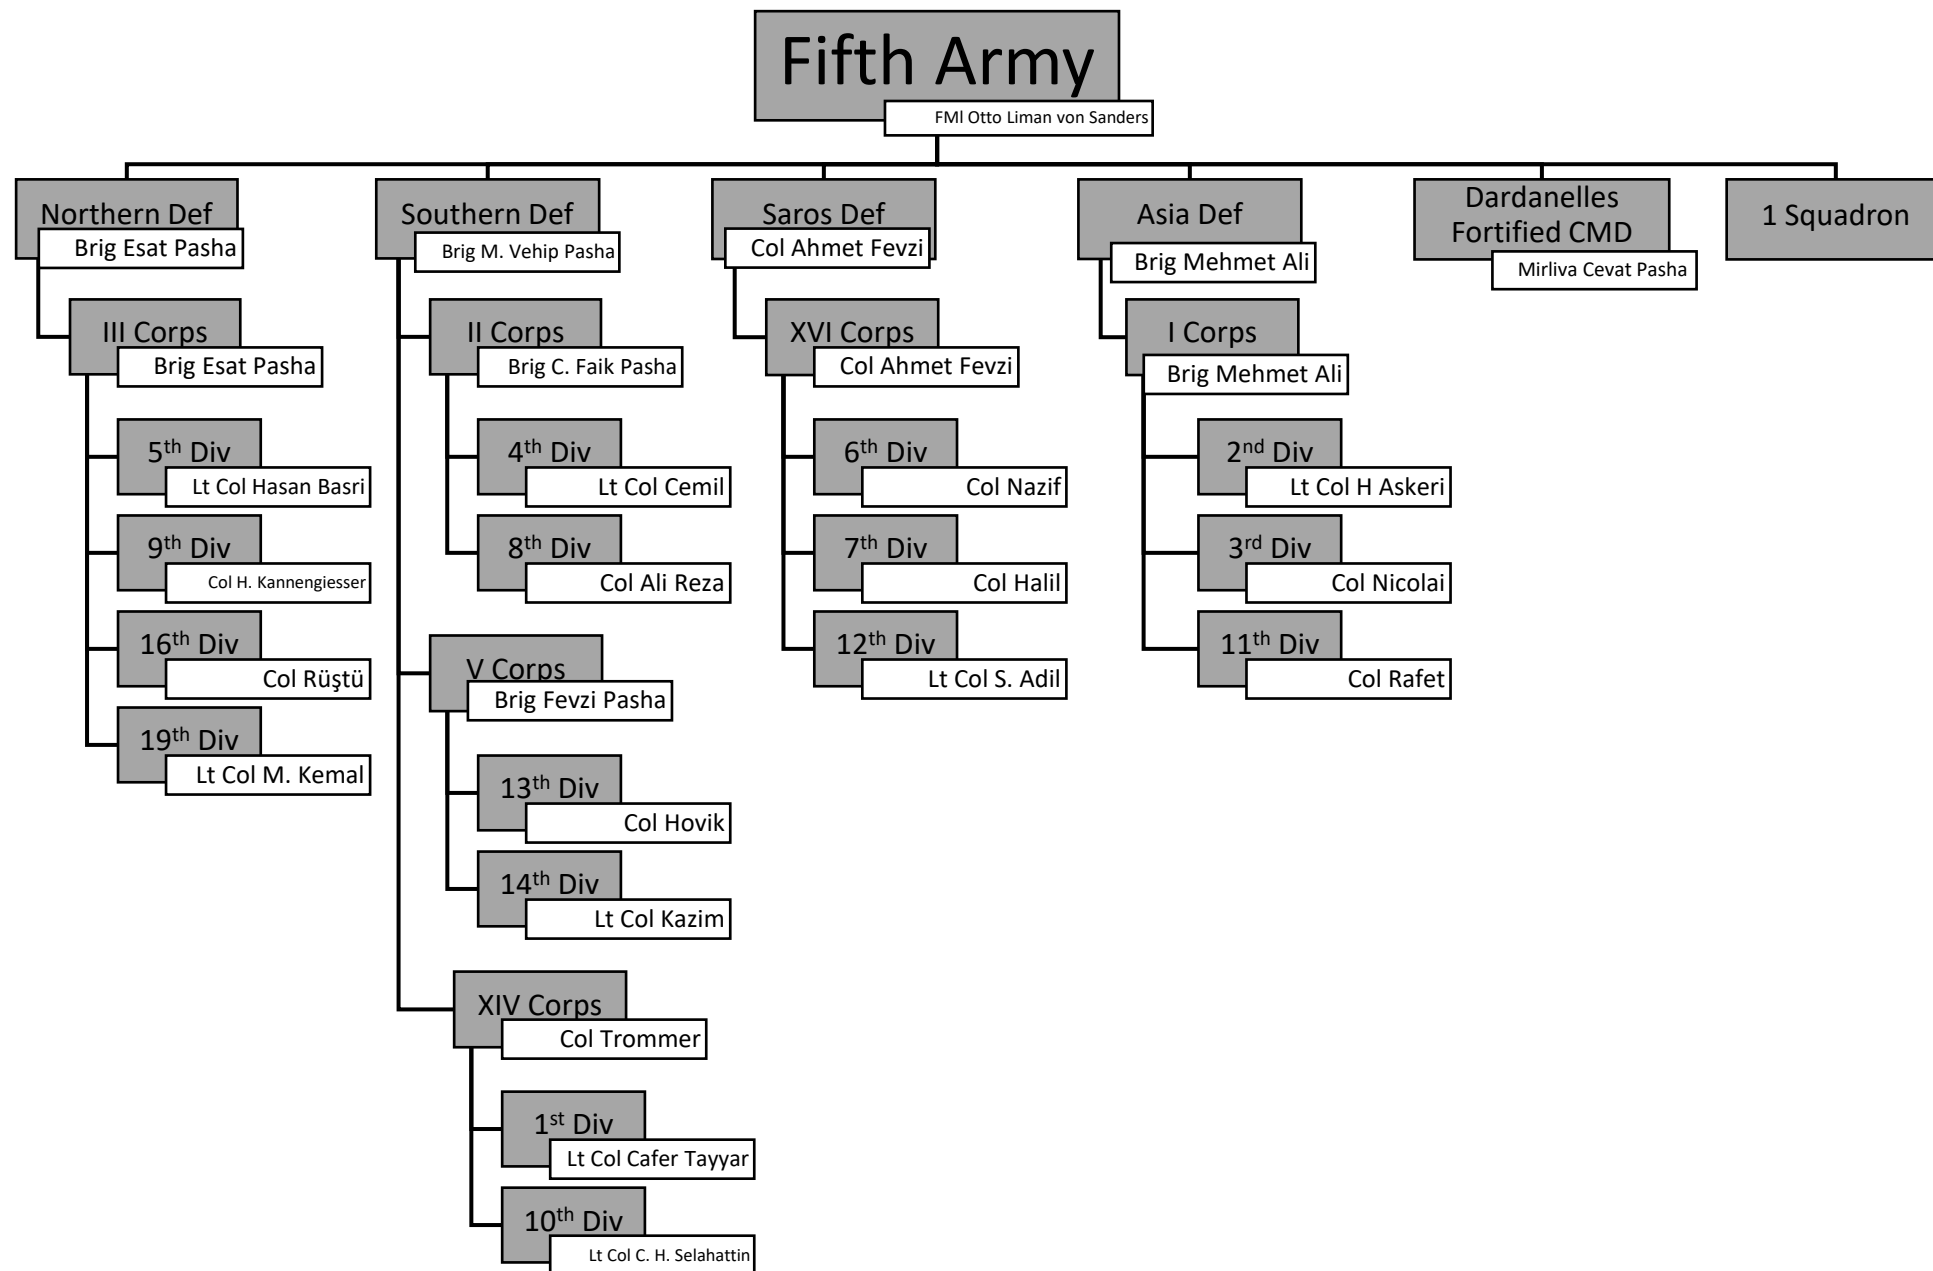 Fifth Army
FMl Otto Liman von Sanders
Northern Def
Brig Esat Pasha
III Corps
Brig Esat Pasha
5th Div
Lt Col Hasan Basri
9th Div
Col H. Kannengiesser
16th Div
Col Rüştü
19th Div
Lt Col M. Kemal
Southern Def
Brig M. Vehip Pasha
II Corps
Brig C. Faik Pasha
4th Div
Lt Col Cemil
8th Div
Col Ali Reza
V Corps
Brig Fevzi Pasha
13th Div
Col Hovik
14th Div
Lt Col Kazim
XIV Corps
Col Trommer
1st Div
Lt Col Cafer Tayyar
10th Div
Lt Col C. H. Selahattin
Saros Def
Col Ahmet Fevzi
XVI Corps
Col Ahmet Fevzi
6th Div
Col Nazif
7th Div
Col Halil
12th Div
Lt Col S. Adil
Asia Def
Brig Mehmet Ali
I Corps
Brig Mehmet Ali
2nd Div
Lt Col H Askeri
3rd Div
Col Nicolai
11th Div
Col Rafet
Dardanelles
Fortified CMD
Mirliva Cevat Pasha
1 Squadron